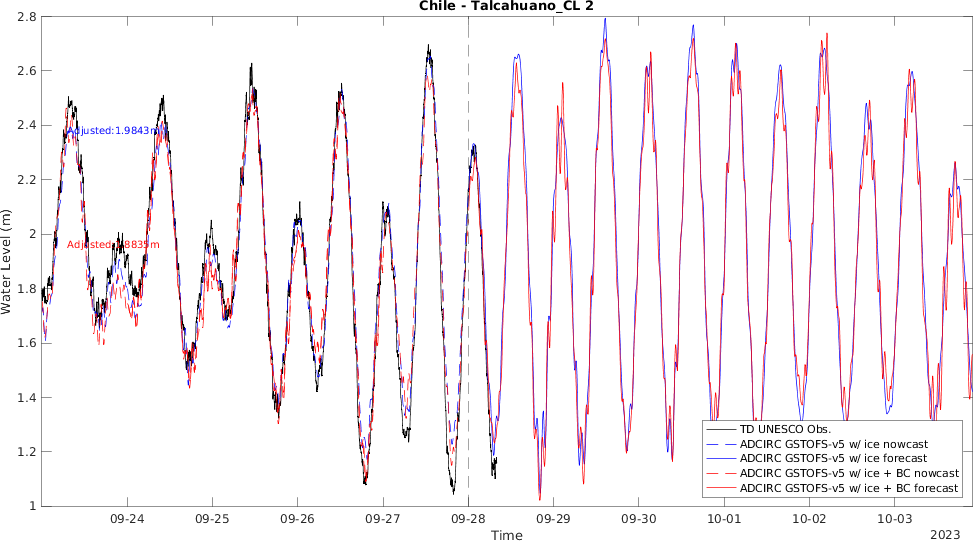 Chile - Talcahuano_CL 2
2.8
2.6
2.4
2.2
2
1.8
1.6
1.4
1.2
1
Water Level (m)
Adjusted:1.9843m
Adjusted:1.8835m
TD UNESCO Obs.
ADCIRC GSTOFS-v5 w/ ice nowcast
ADCIRC GSTOFS-v5 w/ ice forecast
ADCIRC GSTOFS-v5 w/ ice + BC nowcast
ADCIRC GSTOFS-v5 w/ ice + BC forecast
09-24 09-25 09-26 09-27 09-28 09-29 09-30 10-01 10-02 10-03
Time
2023